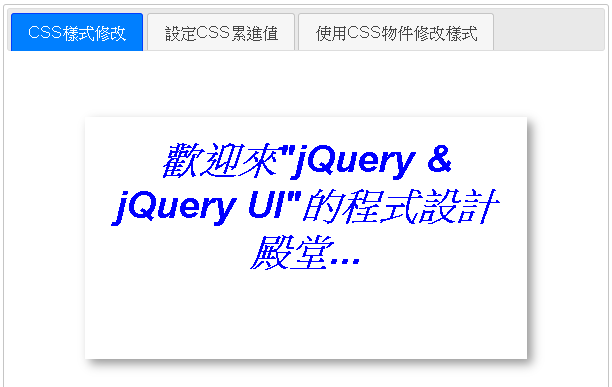 CSS樣式修改
設定CSS累進值
使用CSS物件修改樣式
歡迎來"jQuery &
jQuery UI"的程式設計
殿堂...